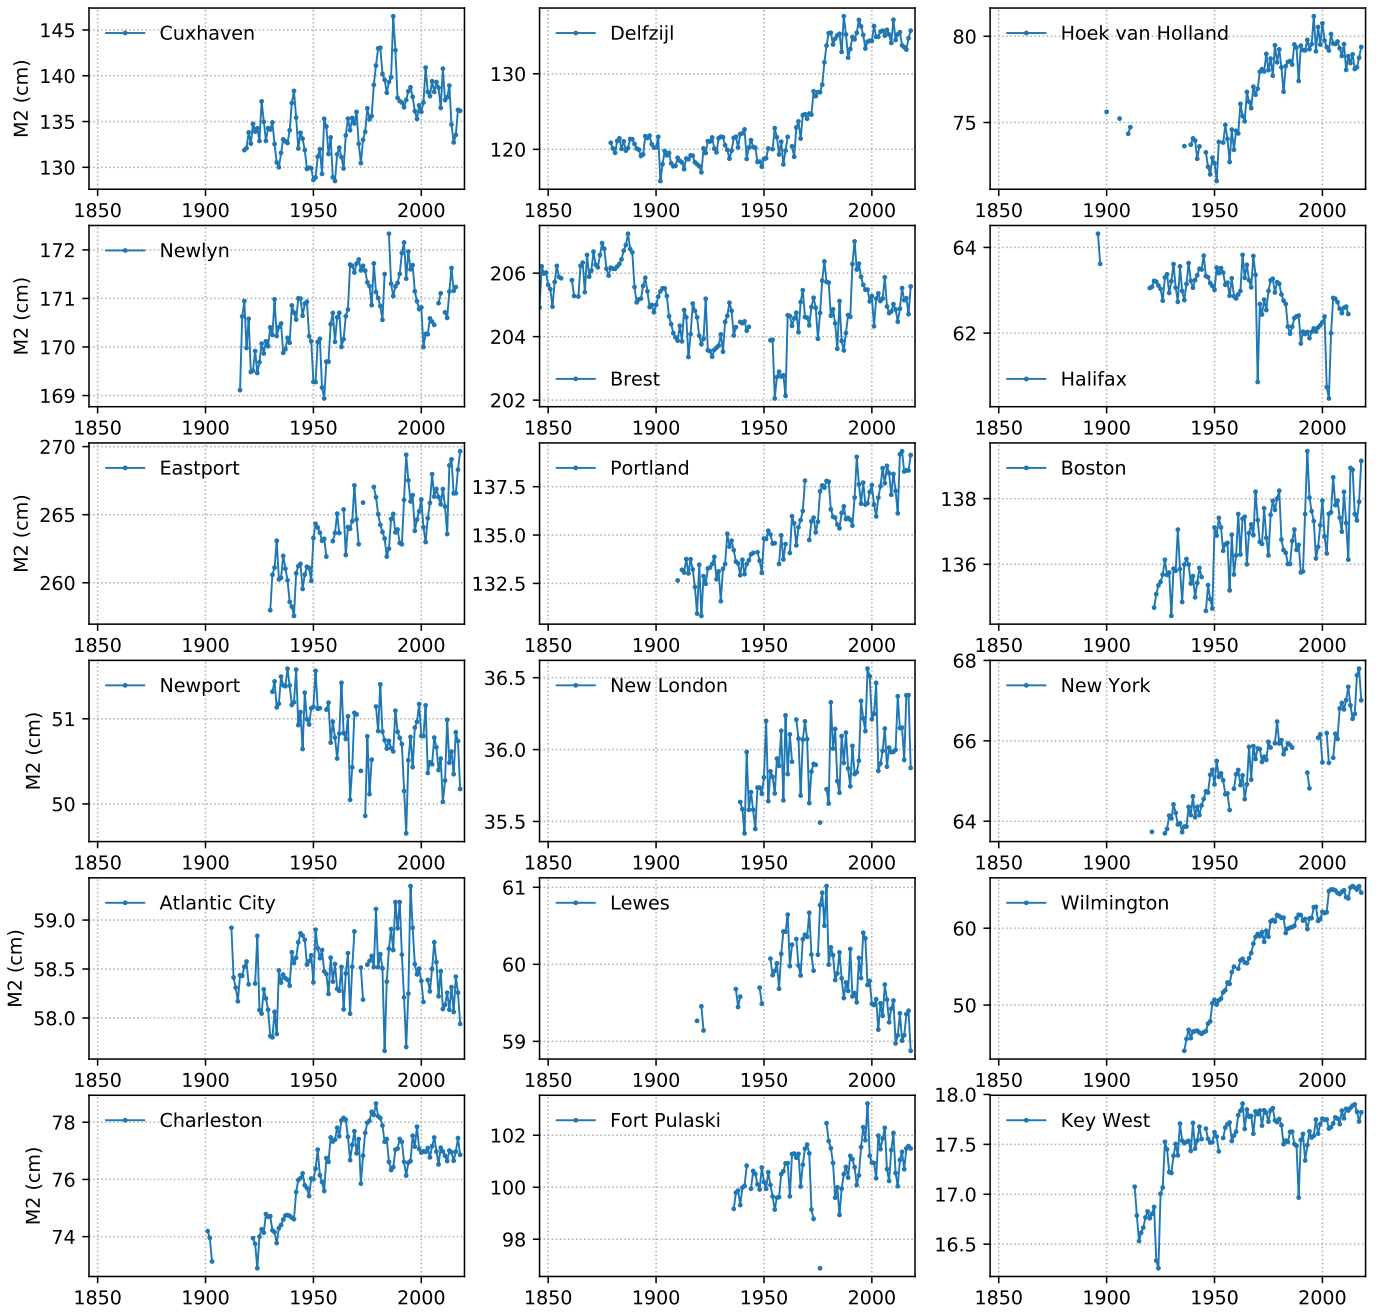 M2 (cm)
145
140
135
130
Cuxhaven
1850 1900 1950 2000
130
120
Delfzijl
1850 1900 1950 2000
80
75
Hoek van Holland
1850 1900 1950 2000
M2 (cm)
172
171
170
169
Newlyn
1850 1900 1950 2000
206
204
202
Brest
1850 1900 1950 2000
64
62
Halifax
1850 1900 1950 2000
M2 (cm)
270
265
260
Eastport
1850 1900 1950 2000
137.5
135.0
132.5
Portland
1850 1900 1950 2000
138
136
Boston
1850 1900 1950 2000
M2 (cm)
51
50
Newport
1850 1900 1950 2000
36.5
36.0
35.5
New London
1850 1900 1950 2000
68
66
64
New York
1850 1900 1950 2000
M2 (cm)
59.0
58.5
58.0
Atlantic City
1850 1900 1950 2000
61
60
59
Lewes
1850 1900 1950 2000
60
50
Wilmington
1850 1900 1950 2000
M2 (cm)
78
76
74
Charleston
1850 1900 1950 2000
102
100
98
Fort Pulaski
1850 1900 1950 2000
18.0
17.5
17.0
16.5
Key West
1850 1900 1950 2000